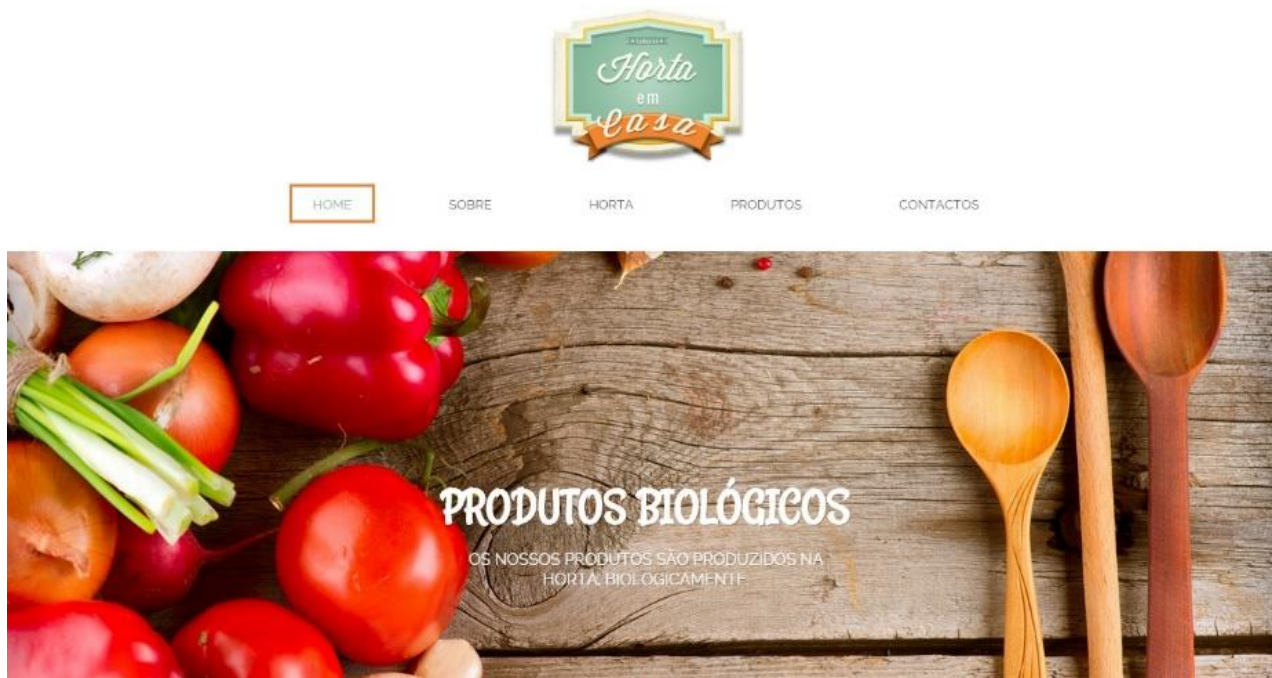 Horta
em
Casa
HOME SOBRE HORTA PRODUTOS CONTACTOS
PRODUTOS BIOLÓGICOS
OS NOSSOS PRODUTOS SÃO PRODUZIDOS NA
HORTA, BIOLOGICAMENTE.